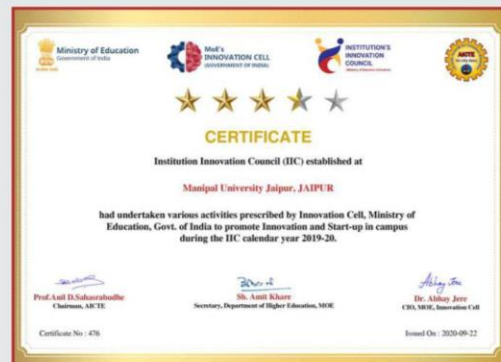 Ministry of Education
Government of India
MoE's
INNOVATION CELL
(GOVERNMENT OF INDIA)
INSTITUTION'S
INNOVATION
COUNCIL
AICTE
CERTIFICATE
Institution Innovation Council (IIC) established at
Manipal University Jaipur, JAIPUR
had undertaken various activities prescribed by Innovation Cell, Ministry of
Education, Govt. of India to promote Innovation and Start-up in campus
during the IIC calendar year 2019-20.
Prof.Anil D.Sahasrabudhe
Chairman, AICTE
Sh. Amit Khare
Secretary, Department of Higher Education, MOE
Dr. Abhay Jere
CIO, MOE, Innovation Cell
Certificate No : 476
Issued On : 2020-09-22